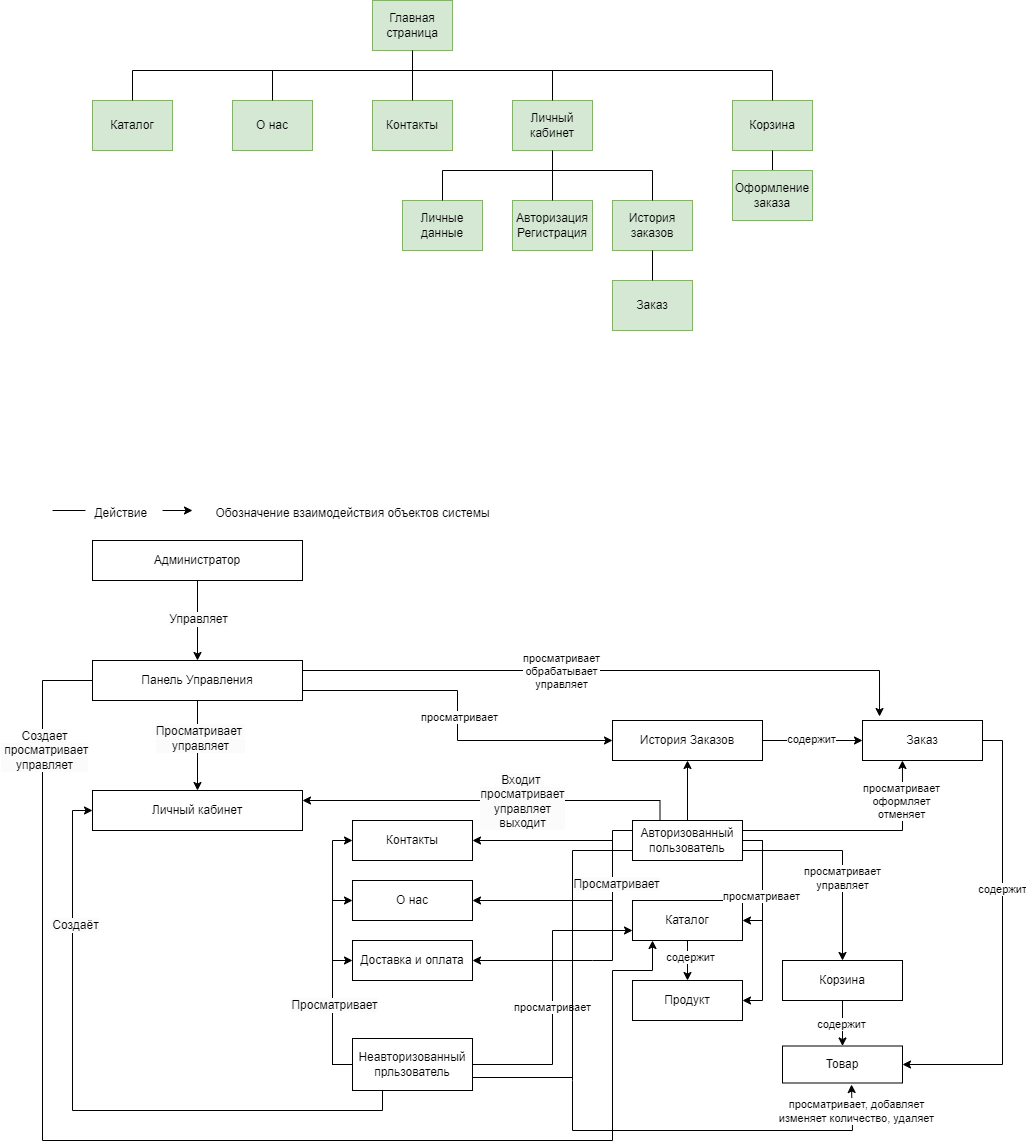 Главная
страница
Каталог
О нас
Контакты
Личный
кабинет
Корзина
Оформление
заказа
Личные
данные
Авторизация
Регистрация
История
заказов
Заказ
Действие
Обозначение взаимодействия объектов системы
Администратор
Управляет
Панель Управления
просматривает
обрабатывает
управляет
просматривает
Создает
просматривает
управляет
Просматривает
управляет
История Заказов
содержит
Заказ
Личный кабинет
Входит
просматривает
управляет
выходит
просматривает
оформляет
отменяет
Контакты
Авторизованный
пользователь
просматривает
управляет
Просматривает
просматривает
содержит
О нас
Каталог
Создаёт
Доставка и оплата
содержит
Корзина
Просматривает
просматривает
Продукт
содержит
Неавторизованный
прльзователь
Товар
просматривает, добавляет
изменяет количество, удаляет